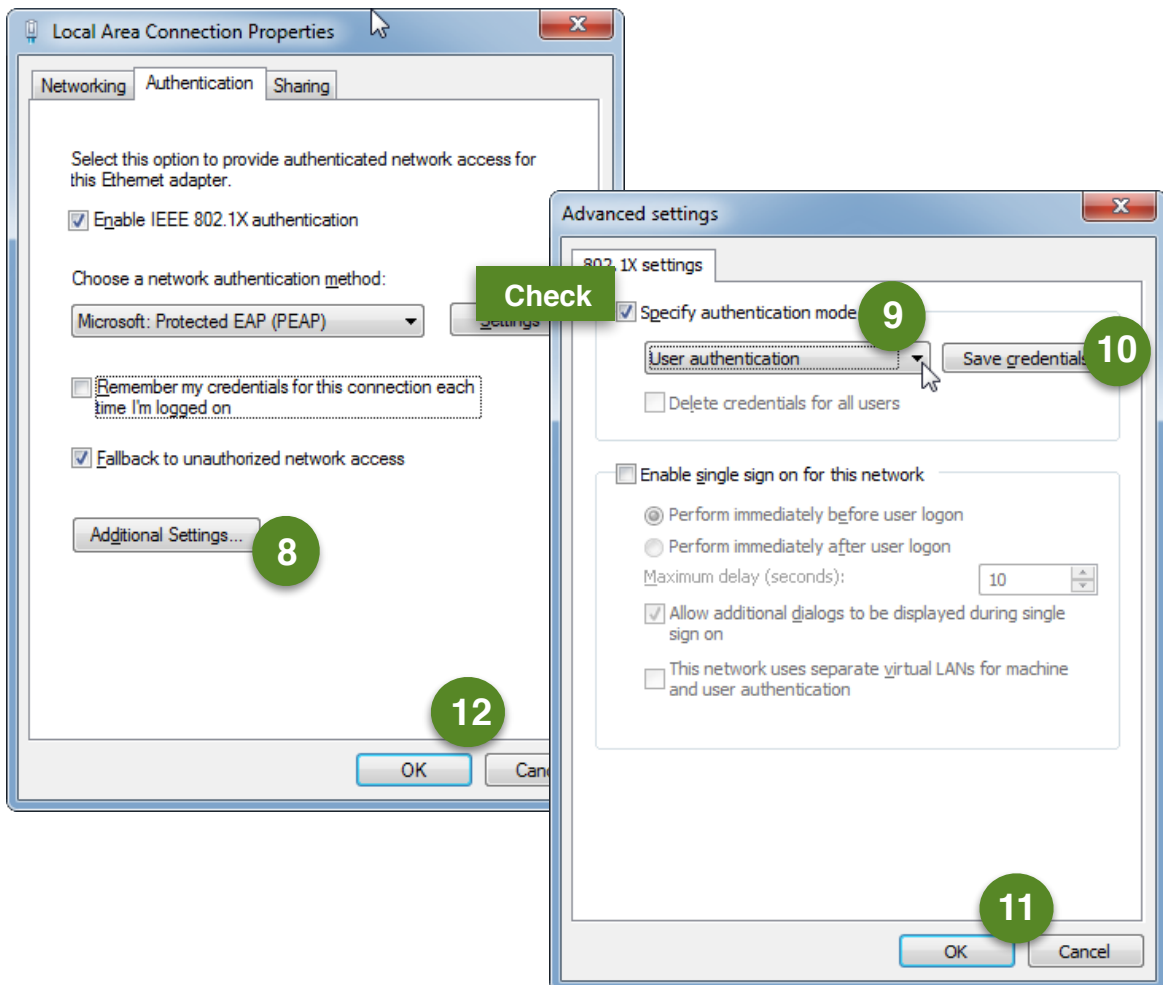 Local Area Connection Properties
Networking Authentication Sharing
Select this option to provide authenticated network access for
this Ethernet adapter.
Enable IEEE 802.1X authentication
Choose a network authentication method:
Microsoft: Protected EAP (PEAP)
Settings
Remember my credentials for this connection each
time I'm logged on
Fallback to unauthorized network access
Additional Settings...
8
12
OK
Advanced settings
802.1X settings
Check
Specify authentication mode
9
User authentication
Save credentials
10
Delete credentials for all users
Enable single sign on for this network
Perform immediately before user logon
Perform immediately after user logon
Maximum delay (seconds):
10
Allow additional dialogs to be displayed during single
sign on
This network uses separate virtual LANs for machine
and user authentication
11
OK
Cancel